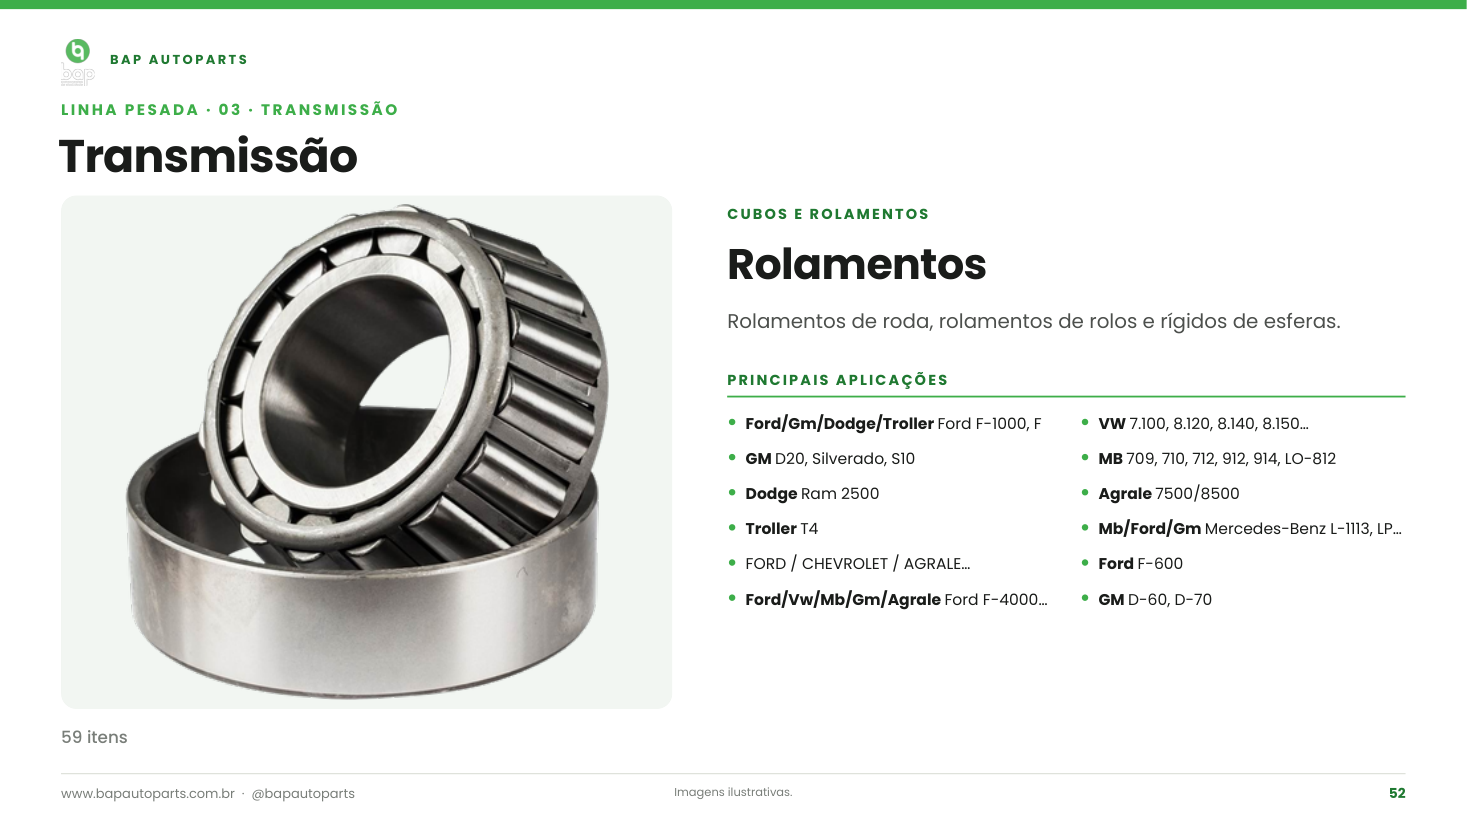 bap
BAP AUTOPARTS
LINHA PESADA · 03 · TRANSMISSÃO
Transmissão
CUBOS E ROLAMENTOS
Rolamentos
Rolamentos de roda, rolamentos de rolos e rígidos de esferas.
PRINCIPAIS APLICAÇÕES
• Ford/Gm/Dodge/Troller Ford F-1000, F
• GM D20, Silverado, S10
• Dodge Ram 2500
• Troller T4
• FORD / CHEVROLET / AGRALE…
• Ford/Vw/Mb/Gm/Agrale Ford F-4000…
• VW 7.100, 8.120, 8.140, 8.150…
• MB 709, 710, 712, 912, 914, LO-812
• Agrale 7500/8500
• Mb/Ford/Gm Mercedes-Benz L-1113, LP…
• Ford F-600
• GM D-60, D-70
59 itens
www.bapautoparts.com.br · @bapautoparts
Imagens ilustrativas.
52